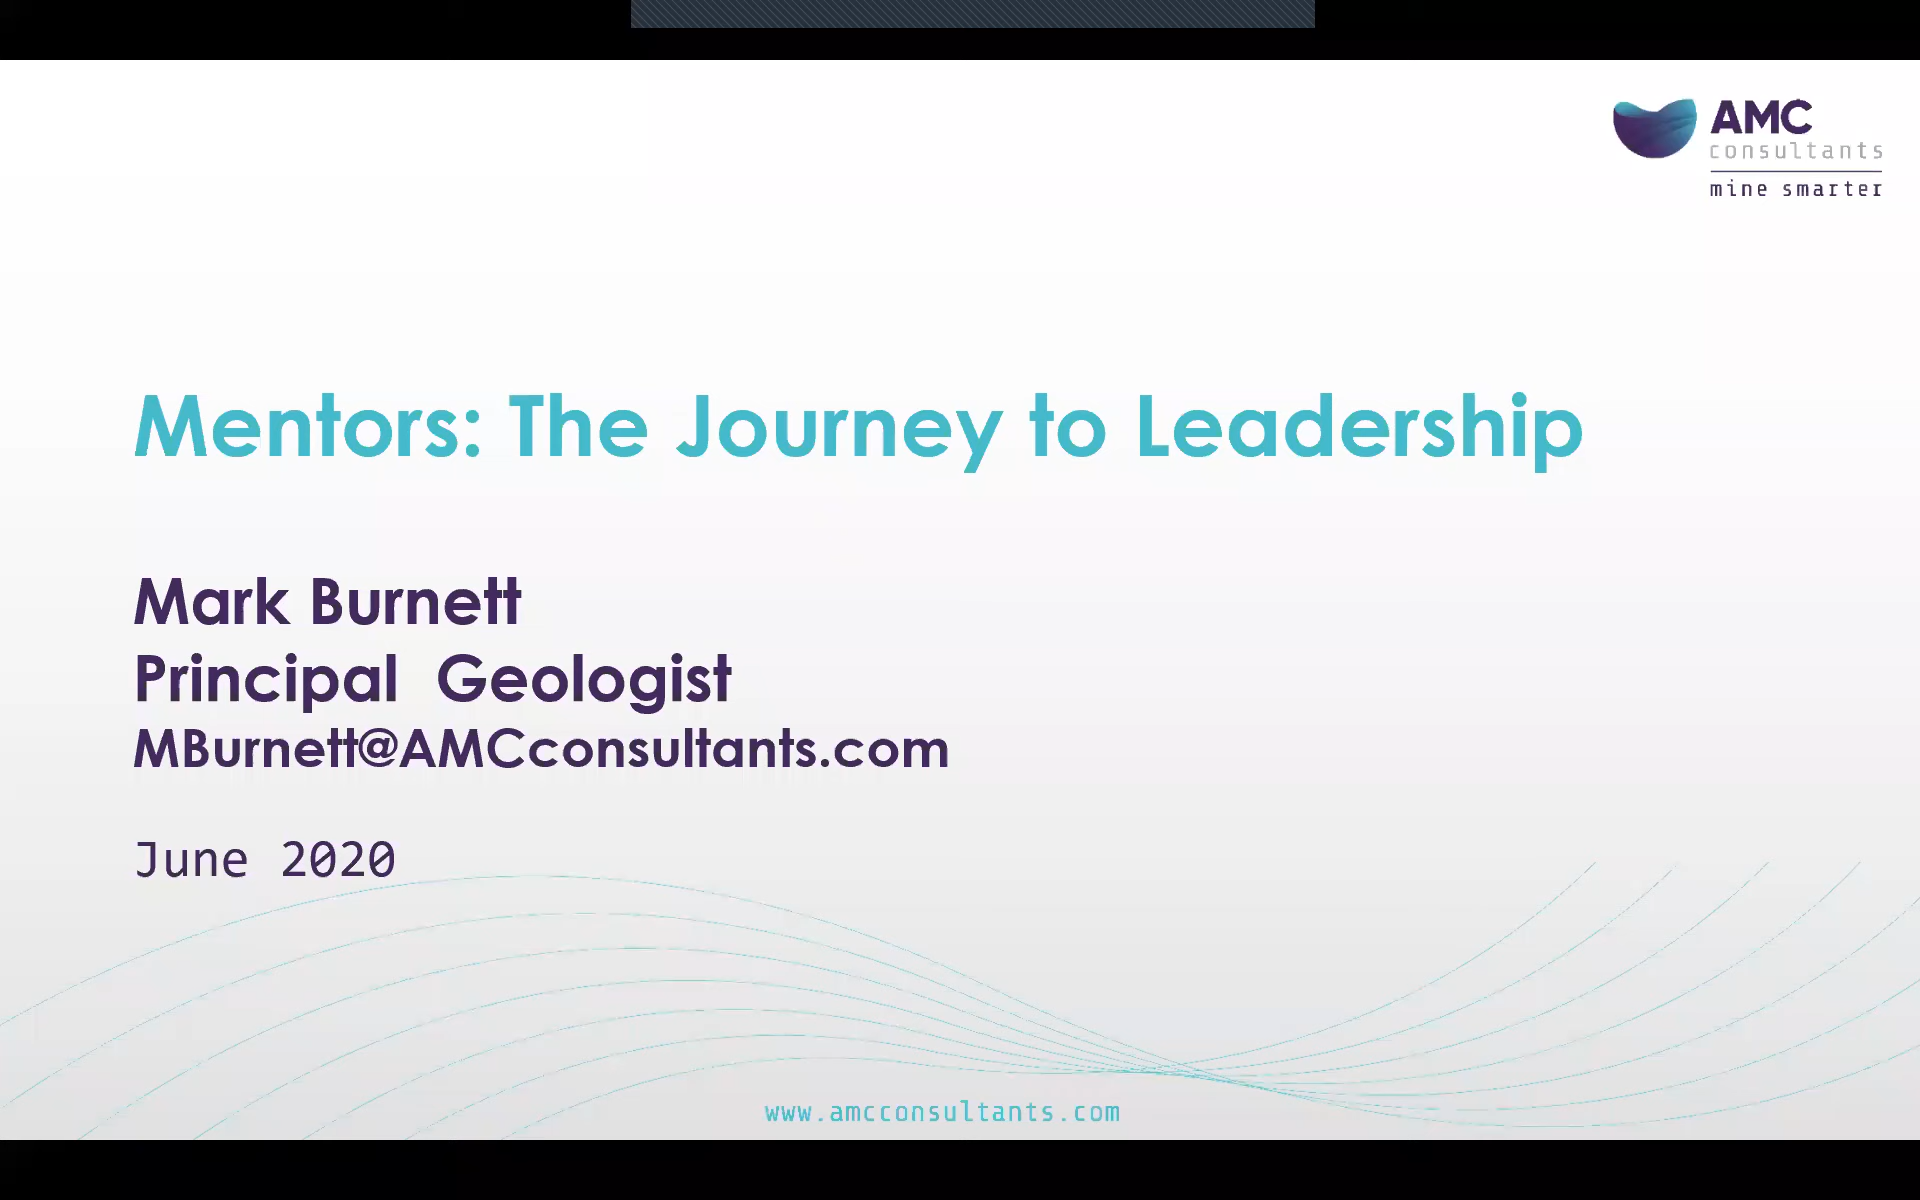 AMC
consultants
mine smarter
Mentors: The Journey to Leadership
Mark Burnett
Principal  Geologist
MBurnett@AMCconsultants.com
June 2020
www.amcconsultants.com